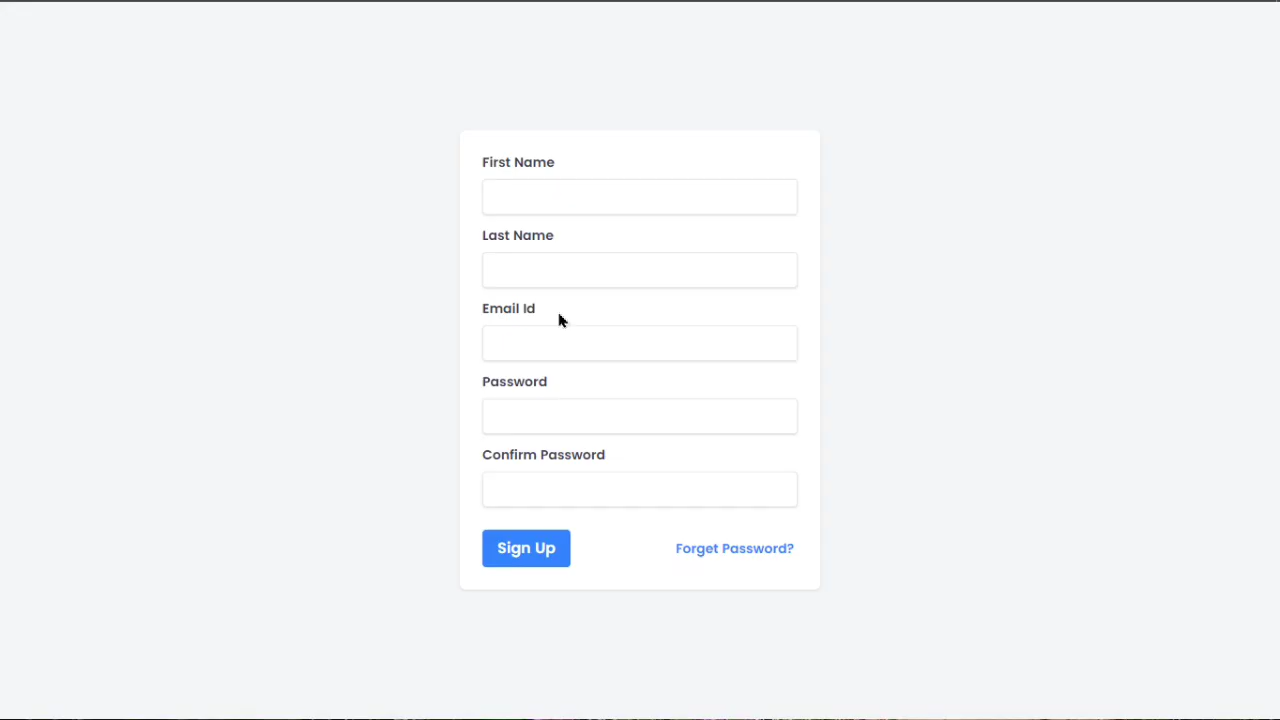 First Name
Last Name
Email Id
Password
Confirm Password
Sign Up
Forget Password?